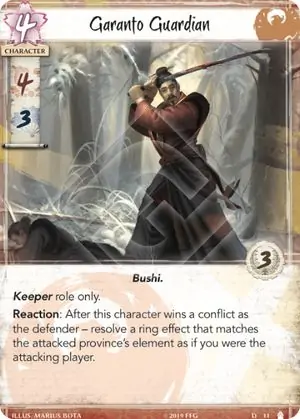 4
Garanto Guardian
CHARACTER
4
3
3
Bushi.
Keeper role only.
Reaction: After this character wins a conflict as
the defender – resolve a ring effect that matches
the attacked province's element as if you were
the attacking player.
ILLUS. MARIUS BOTA
©2019 FFG
D 11